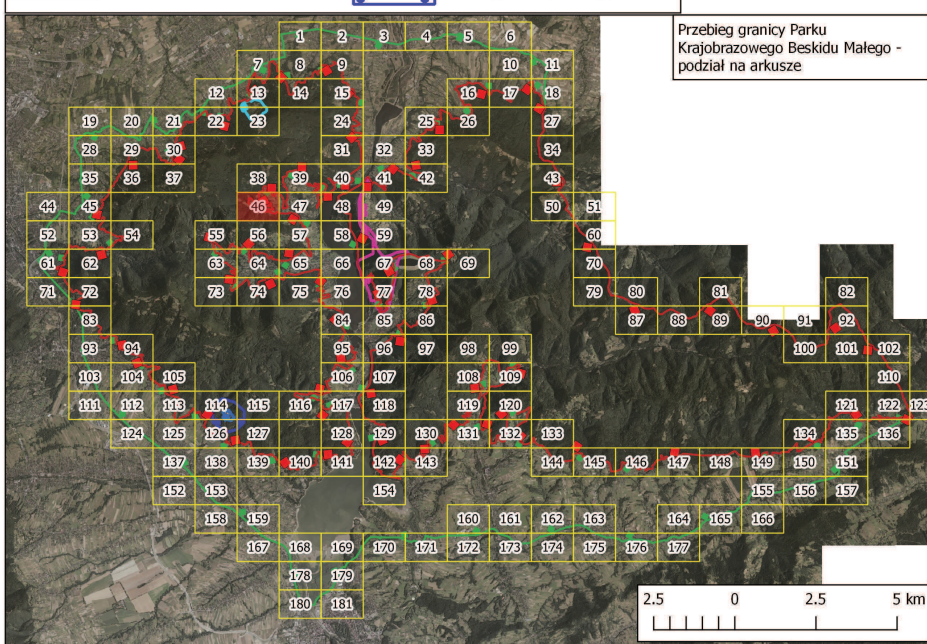 Przebieg granicy Parku
Krajobrazowego Beskidu Małego -
podział na arkusze
1 2 3 4 5 6
7 8 9 10 11
12 13 14 15 16 17 18
19 20 21 22 23 24 25 26 27
28 29 30 31 32 33 34
35 36 37 38 39 40 41 42 43
44 45 46 47 48 49 50 51
52 53 54 55 56 57 58 59 60
61 62 63 64 65 66 67 68 69 70
71 72 73 74 75 76 77 78 79 80 81 82
83 84 85 86 87 88 89 90 91 92
93 94 95 96 97 98 99 100 101 102
103 104 105 106 107 108 109 110
111 112 113 114 115 116 117 118 119 120 121 122 123
124 125 126 127 128 129 130 131 132 133 134 135 136
137 138 139 140 141 142 143 144 145 146 147 148 149 150 151
152 153 154 155 156 157
158 159 160 161 162 163 164 165 166
167 168 169 170 171 172 173 174 175 176 177
178 179
180 181
2.5 0 2.5 5 km